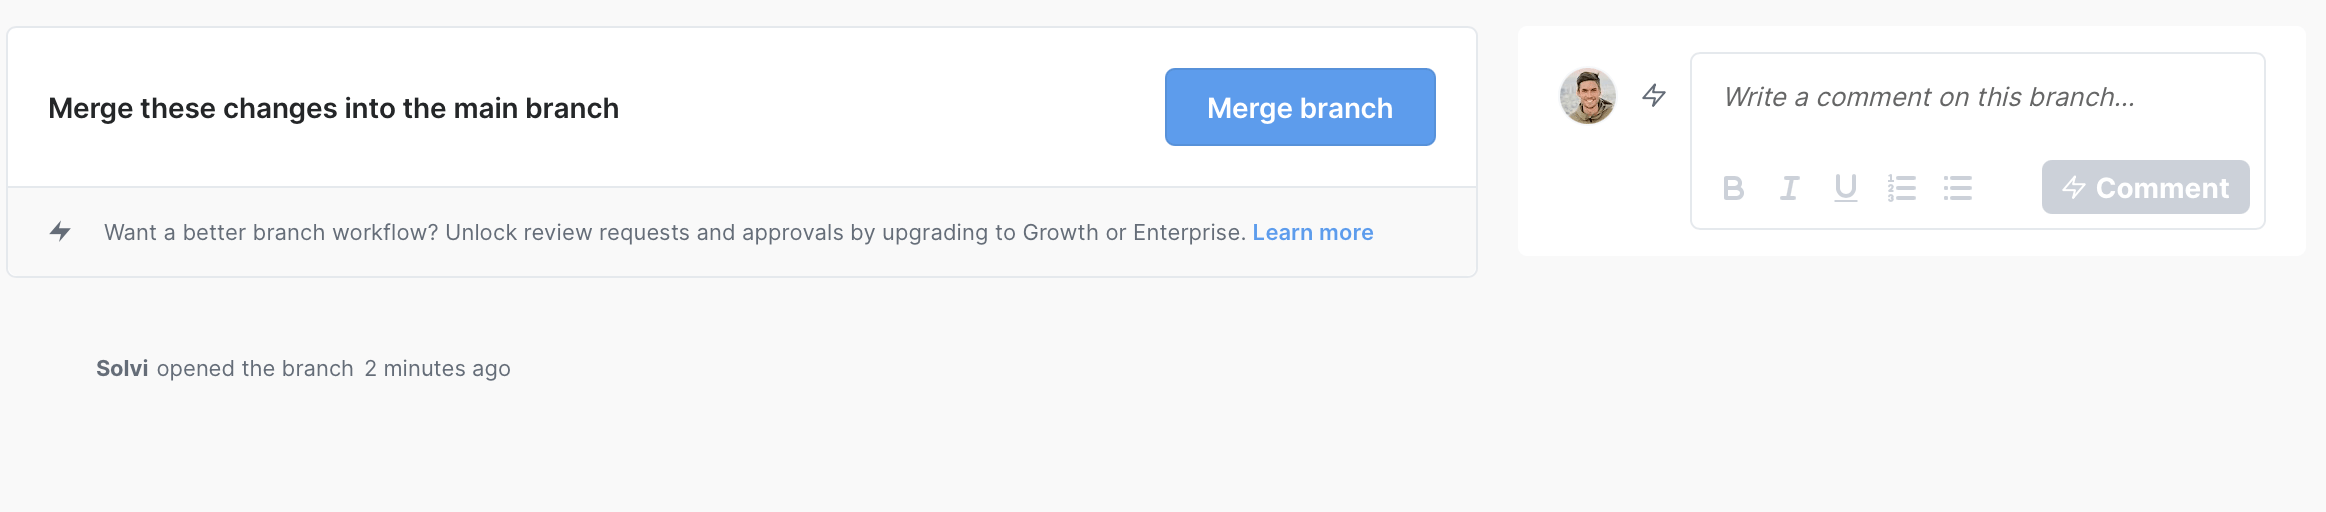 Merge these changes into the main branch
Merge branch
Want a better branch workflow? Unlock review requests and approvals by upgrading to Growth or Enterprise. Learn more
Solvi opened the branch 2 minutes ago
Write a comment on this branch...
B I U
Comment